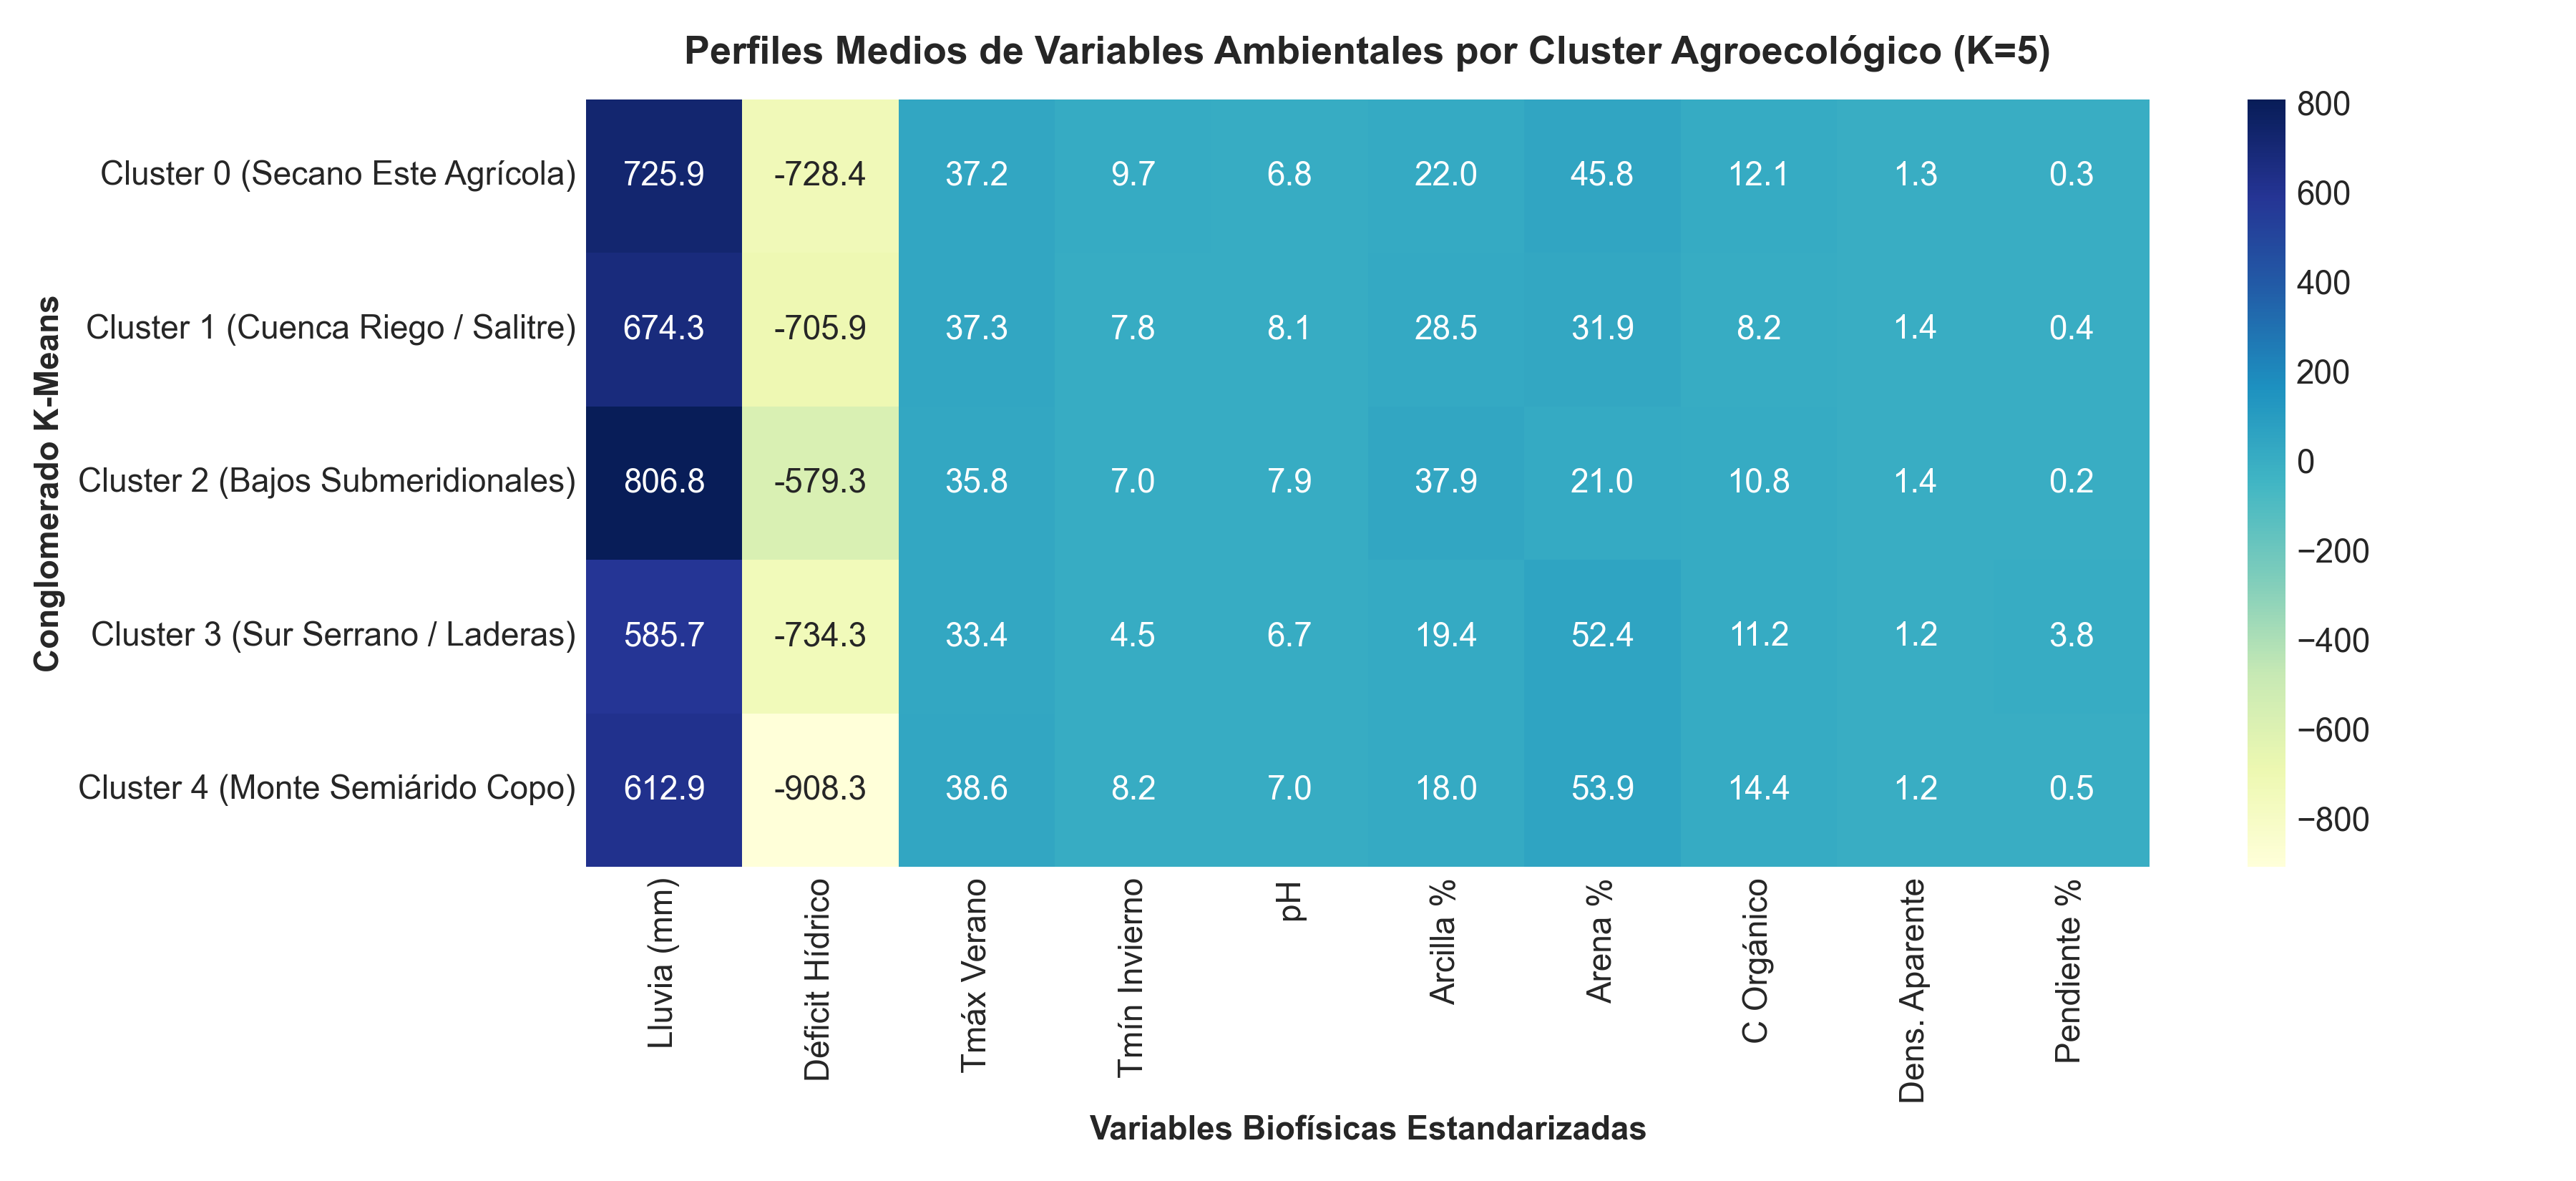 Perfiles Medios de Variables Ambientales por Cluster Agroecológico (K=5)
Conglomerado K-Means
Cluster 0 (Secano Este Agrícola) 725.9 -728.4 37.2 9.7 6.8 22.0 45.8 12.1 1.3 0.3
Cluster 1 (Cuenca Riego / Salitre) 674.3 -705.9 37.3 7.8 8.1 28.5 31.9 8.2 1.4 0.4
Cluster 2 (Bajos Submeridionales) 806.8 -579.3 35.8 7.0 7.9 37.9 21.0 10.8 1.4 0.2
Cluster 3 (Sur Serrano / Laderas) 585.7 -734.3 33.4 4.5 6.7 19.4 52.4 11.2 1.2 3.8
Cluster 4 (Monte Semiárido Copo) 612.9 -908.3 38.6 8.2 7.0 18.0 53.9 14.4 1.2 0.5
Lluvia (mm)
Déficit Hídrico
Tmáx Verano
Tmín Invierno
pH
Arcilla %
Arena %
C Orgánico
Dens. Aparente
Pendiente %
Variables Biofísicas Estandarizadas
800
600
400
200
0
−200
−400
−600
−800